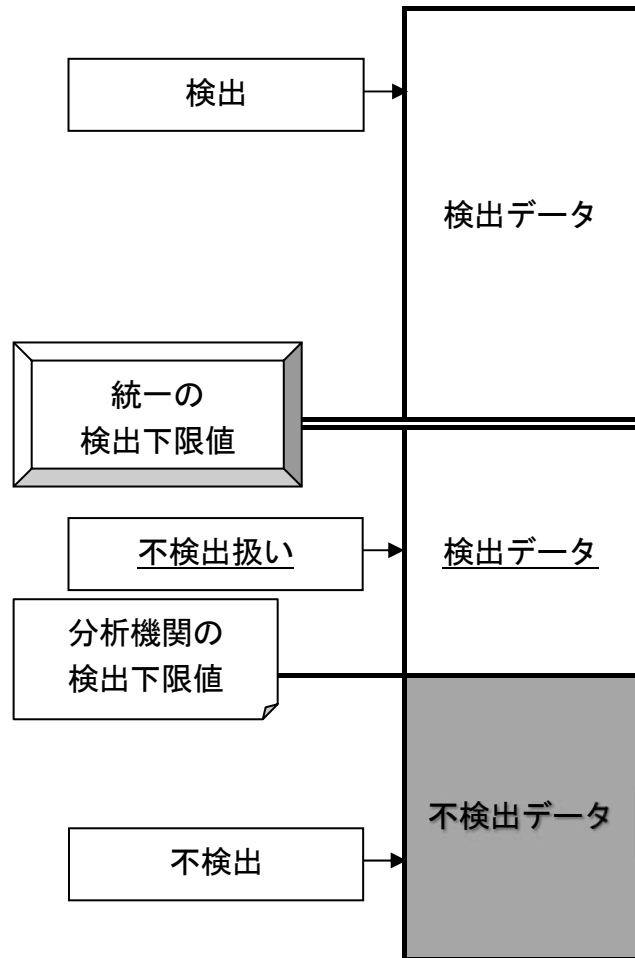 検出
検出データ
統一の
検出下限値
不検出扱い
検出データ
分析機関の
検出下限値
不検出データ
不検出